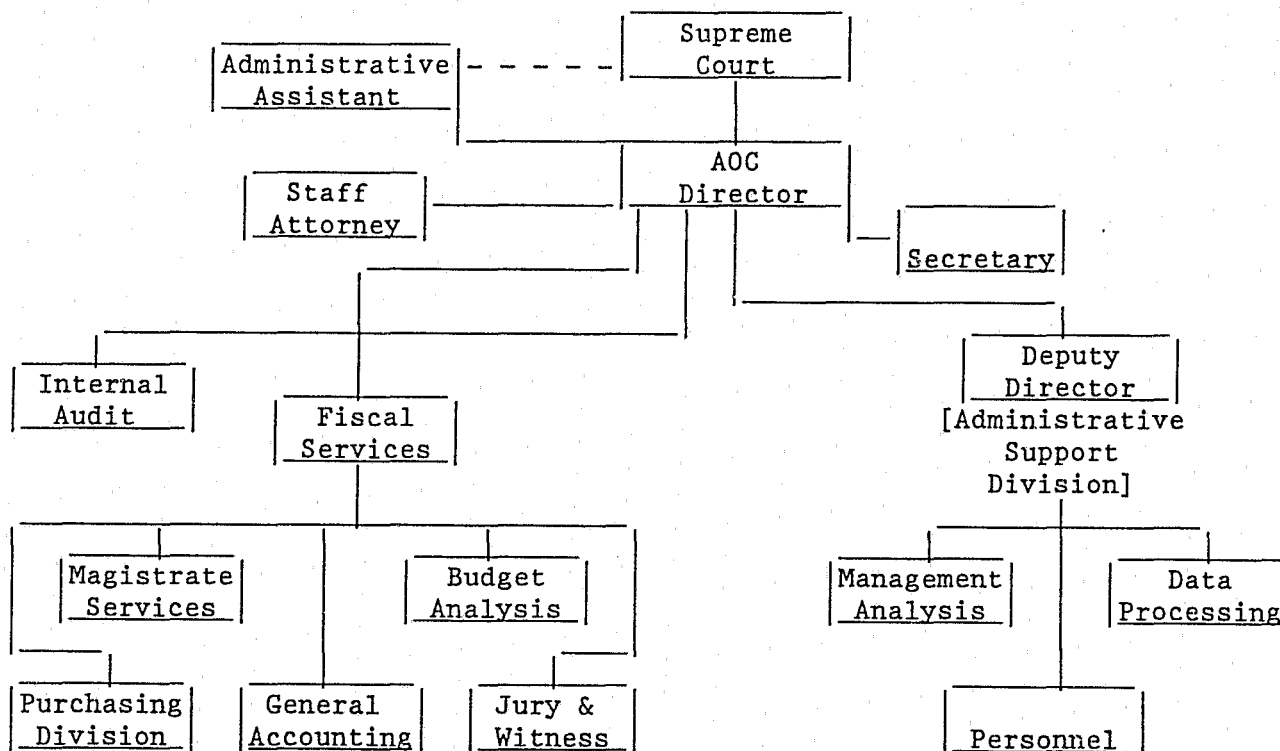 Supreme
Court
Administrative
Assistant
AOC
Director
Staff
Attorney
Secretary
Internal
Audit
Fiscal
Services
Deputy
Director
[Administrative
Support
Division]
Magistrate
Services
Budget
Analysis
Management
Analysis
Data
Processing
Purchasing
Division
General
Accounting
Jury &
Witness
Personnel